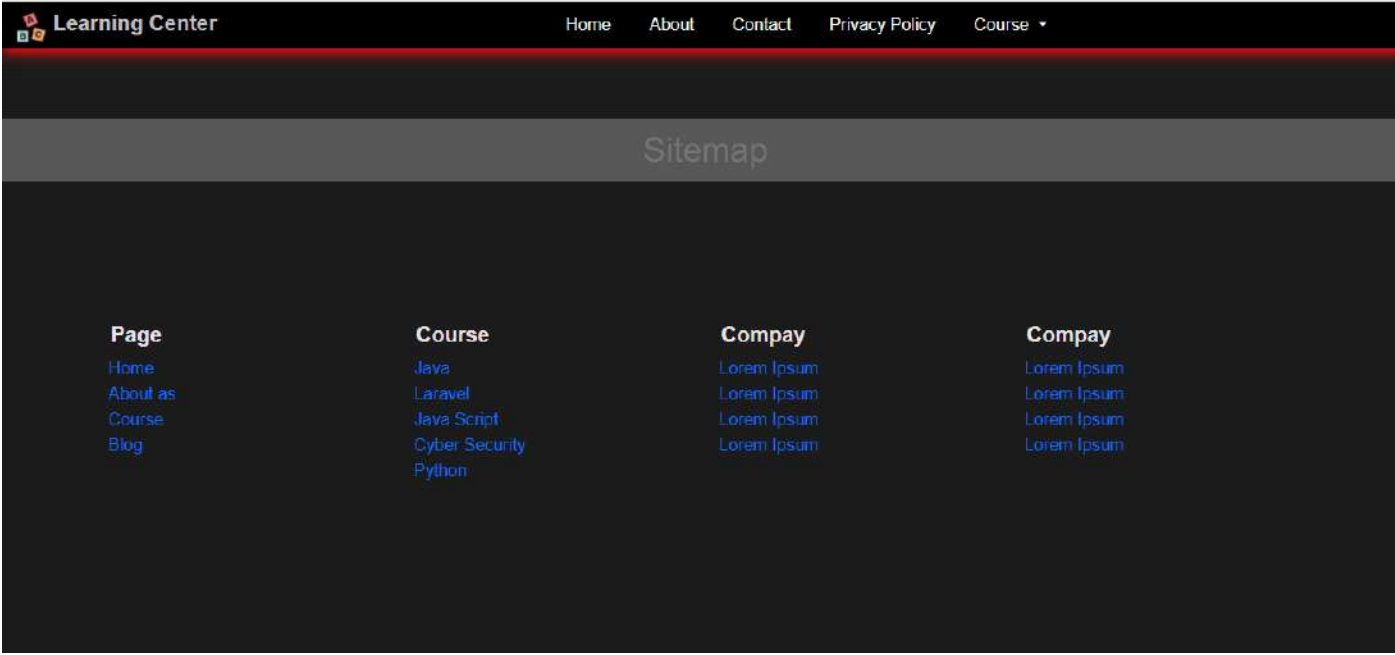 Learning Center
Home About Contact Privacy Policy Course
Sitemap
Page
Home
About as
Course
Blog
Course
Java
Laravel
Java Script
Cyber Security
Python
Compay
Lorem Ipsum
Lorem Ipsum
Lorem Ipsum
Lorem Ipsum
Compay
Lorem Ipsum
Lorem Ipsum
Lorem Ipsum
Lorem Ipsum